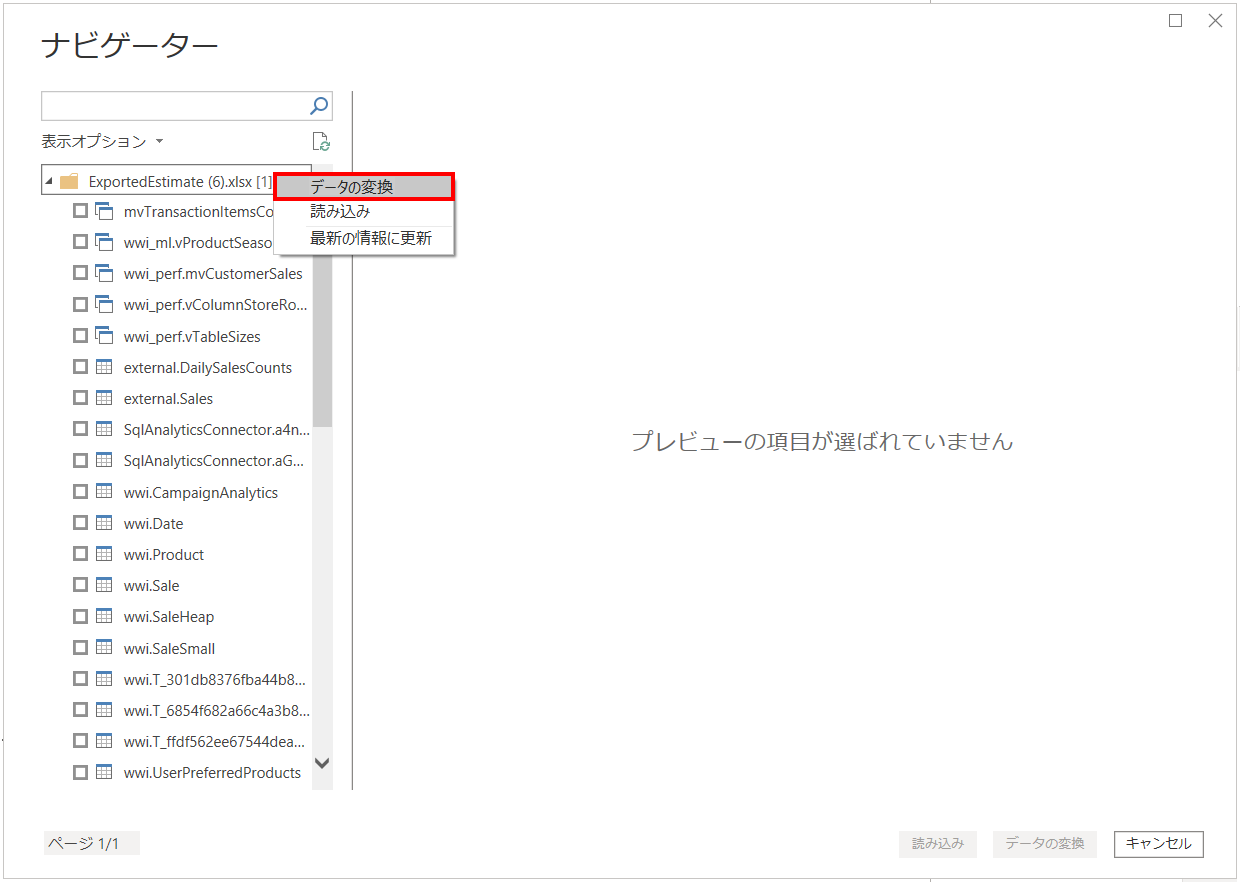 ナビゲーター
表示オプション
ExportedEstimate (6).xlsx [1]
データの変換
読み込み
最新の情報に更新
mvTransactionItemsCo
wwi_ml.vProductSeaso
wwi_perf.mvCustomerSales
wwi_perf.vColumnStoreRo...
wwi_perf.vTableSizes
external.DailySalesCounts
external.Sales
SqlAnalyticsConnector.a4n...
SqlAnalyticsConnector.aG...
wwi.CampaignAnalytics
wwi.Date
wwi.Product
wwi.Sale
wwi.SaleHeap
wwi.SaleSmall
wwi.T_301db8376fba44b8...
wwi.T_6854f682a66c4a3b8...
wwi.T_ffdf562ee67544dea...
wwi.UserPreferredProducts
プレビューの項目が選ばれていません
ページ 1/1
読み込み
データの変換
キャンセル